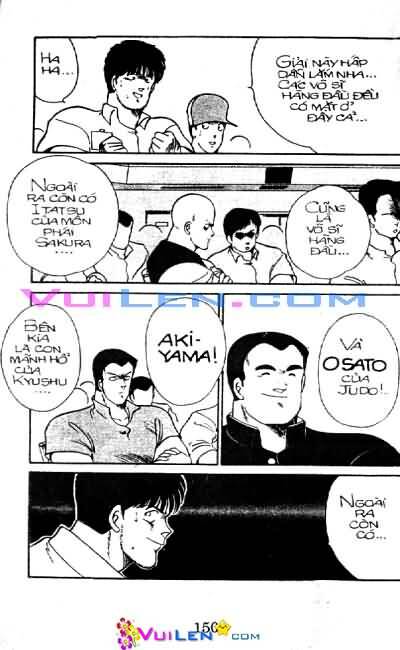 HA
HA....
GIẢI NÀY HẤP
DẪN LẮM NHA...
CÁC VÕ SĨ
HÀNG ĐẦU ĐỀU
CÓ MẶT Ở
ĐÂY CẢ..
NGOÀI
RA CÒN CÓ
ITATSU
CỦA MÔN
PHÁI
SAKURA
....
CŨNG
LÀ
VÕ SĨ
HÀNG
ĐẦU...
VUILEN.COM
BÊN
KIA
LÀ CON
MÃNH HỔ
CỦA
KYUSHU
....
AKI-
YAMA!
VÀ
OSATO
CỦA
JUDO!..
NGOÀI
RA
CÒN
CÓ...
150
VUILEN.COM